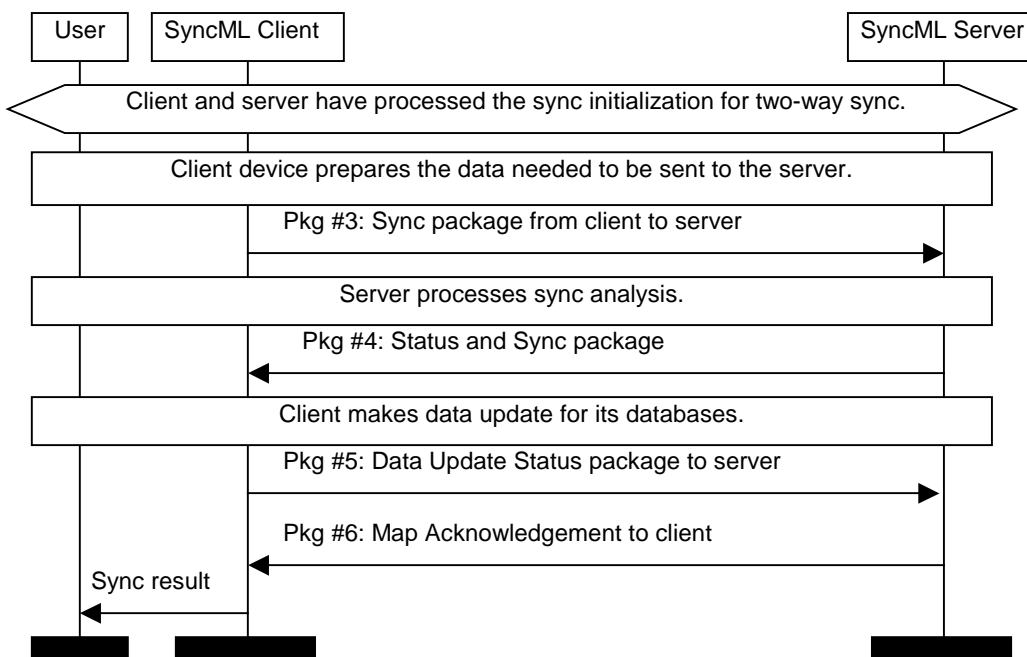 User
SyncML Client
SyncML Server
Client and server have processed the sync initialization for two-way sync.
Client device prepares the data needed to be sent to the server.
Pkg #3: Sync package from client to server
Server processes sync analysis.
Pkg #4: Status and Sync package
Client makes data update for its databases.
Pkg #5: Data Update Status package to server
Pkg #6: Map Acknowledgement to client
Sync result